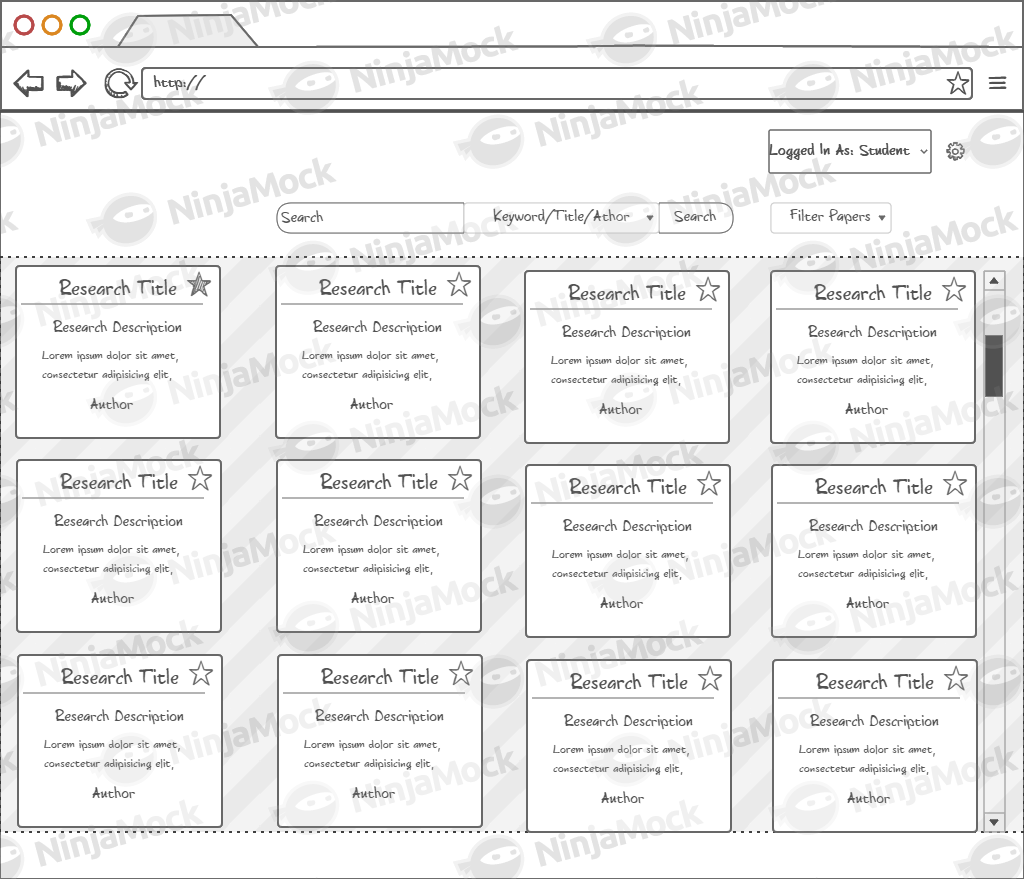 http://
Logged In As: Student
Search Keyword/Title/Athor Search Filter Papers
Research Title
Research Description
Lorem ipsum dolor sit amet,
consectetur adipisicing elit,
Author
Research Title
Research Description
Lorem ipsum dolor sit amet,
consectetur adipisicing elit,
Author
Research Title
Research Description
Lorem ipsum dolor sit amet,
consectetur adipisicing elit,
Author
Research Title
Research Description
Lorem ipsum dolor sit amet,
consectetur adipisicing elit,
Author
Research Title
Research Description
Lorem ipsum dolor sit amet,
consectetur adipisicing elit,
Author
Research Title
Research Description
Lorem ipsum dolor sit amet,
consectetur adipisicing elit,
Author
Research Title
Research Description
Lorem ipsum dolor sit amet,
consectetur adipisicing elit,
Author
Research Title
Research Description
Lorem ipsum dolor sit amet,
consectetur adipisicing elit,
Author
Research Title
Research Description
Lorem ipsum dolor sit amet,
consectetur adipisicing elit,
Author
Research Title
Research Description
Lorem ipsum dolor sit amet,
consectetur adipisicing elit,
Author
Research Title
Research Description
Lorem ipsum dolor sit amet,
consectetur adipisicing elit,
Author
Research Title
Research Description
Lorem ipsum dolor sit amet,
consectetur adipisicing elit,
Author
NinjaMock